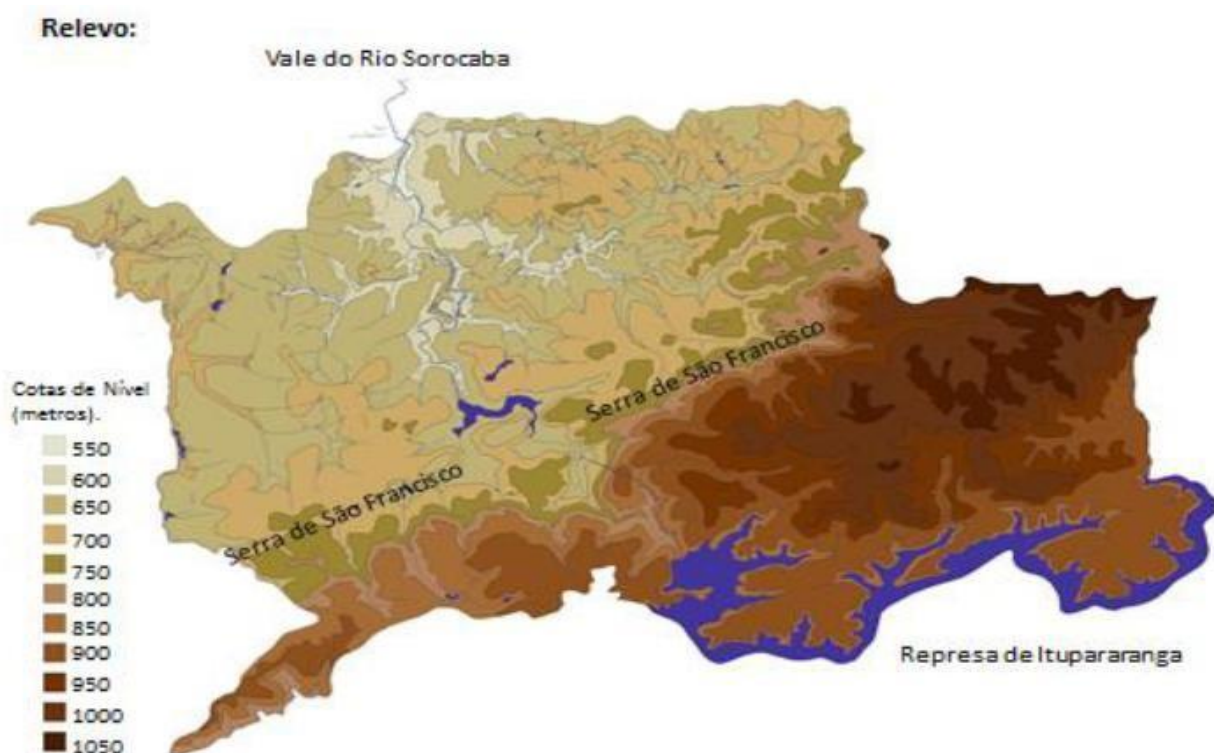 Relevo:
Vale do Rio Sorocaba
Serra de São Francisco
Serra de São Francisco
Cotas de Nível
(metros).
550
600
650
700
750
800
850
900
950
1000
1050
Represa de Itupararanga